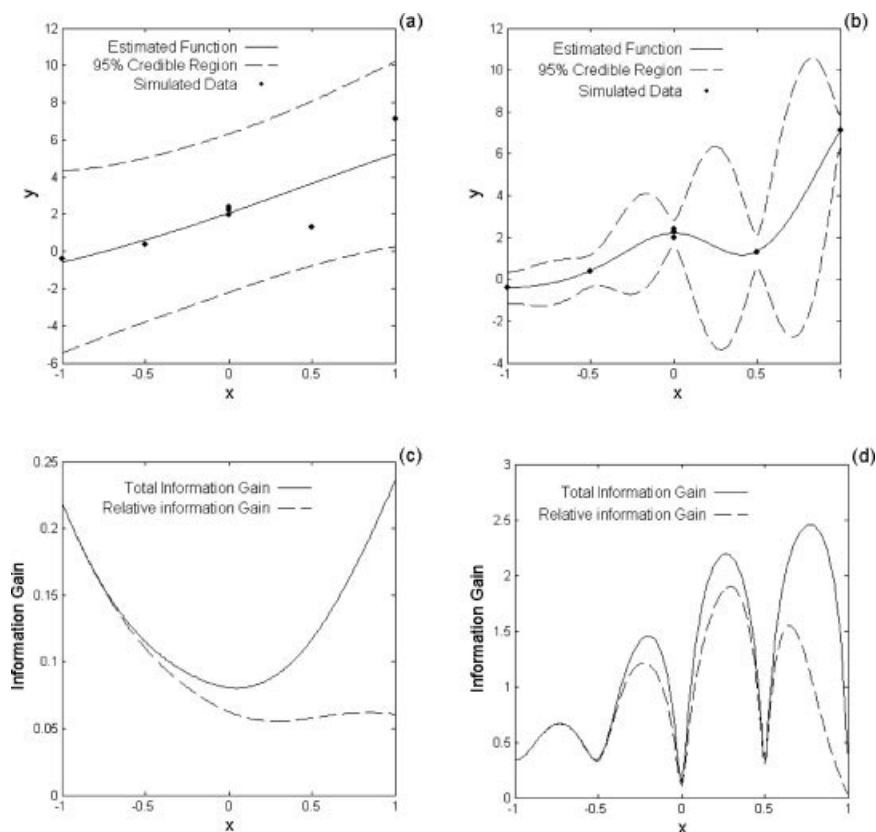 (a)
Estimated Function
95% Credible Region
Simulated Data
y
12
10
8
6
4
2
0
-2
-4
-6
-1
-0.5
0
0.5
1
x
(b)
Estimated Function
95% Credible Region
Simulated Data
y
12
10
8
6
4
2
0
-2
-4
-1
-0.5
0
0.5
1
x
(c)
Total Information Gain
Relative information Gain
Information Gain
0.25
0.2
0.15
0.1
0.05
0
-1
-0.5
0
0.5
1
x
(d)
Total Information Gain
Relative information Gain
Information Gain
3
2.5
2
1.5
1
0.5
0
-1
-0.5
0
0.5
1
x